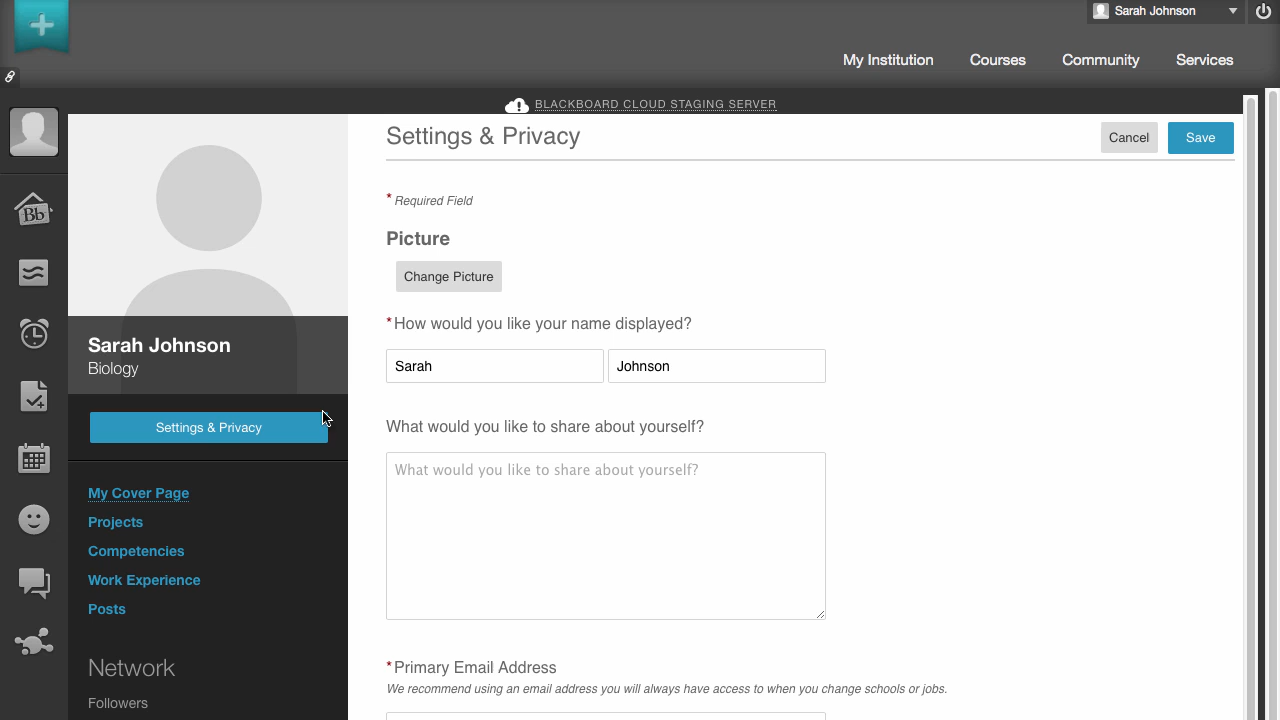 Sarah Johnson
My Institution Courses Community Services
BLACKBOARD CLOUD STAGING SERVER
Settings & Privacy
Cancel Save
* Required Field
Picture
Change Picture
*How would you like your name displayed?
Sarah Johnson
What would you like to share about yourself?
What would you like to share about yourself?
*Primary Email Address
We recommend using an email address you will always have access to when you change schools or jobs.
Bb
Sarah Johnson
Biology
Settings & Privacy
My Cover Page
Projects
Competencies
Work Experience
Posts
Network
Followers